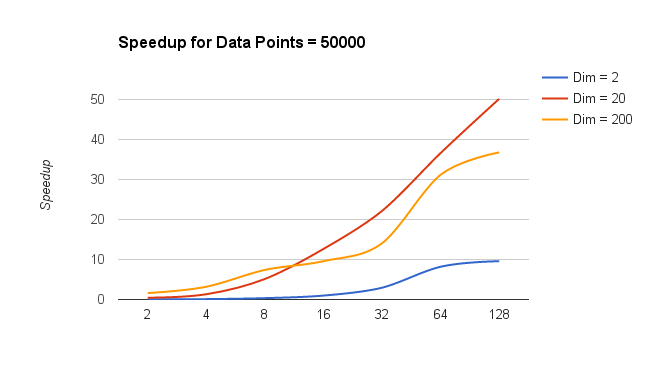 Speedup for Data Points = 50000
Dim = 2
Dim = 20
Dim = 200
Speedup
50
40
30
20
10
0
2 4 8 16 32 64 128